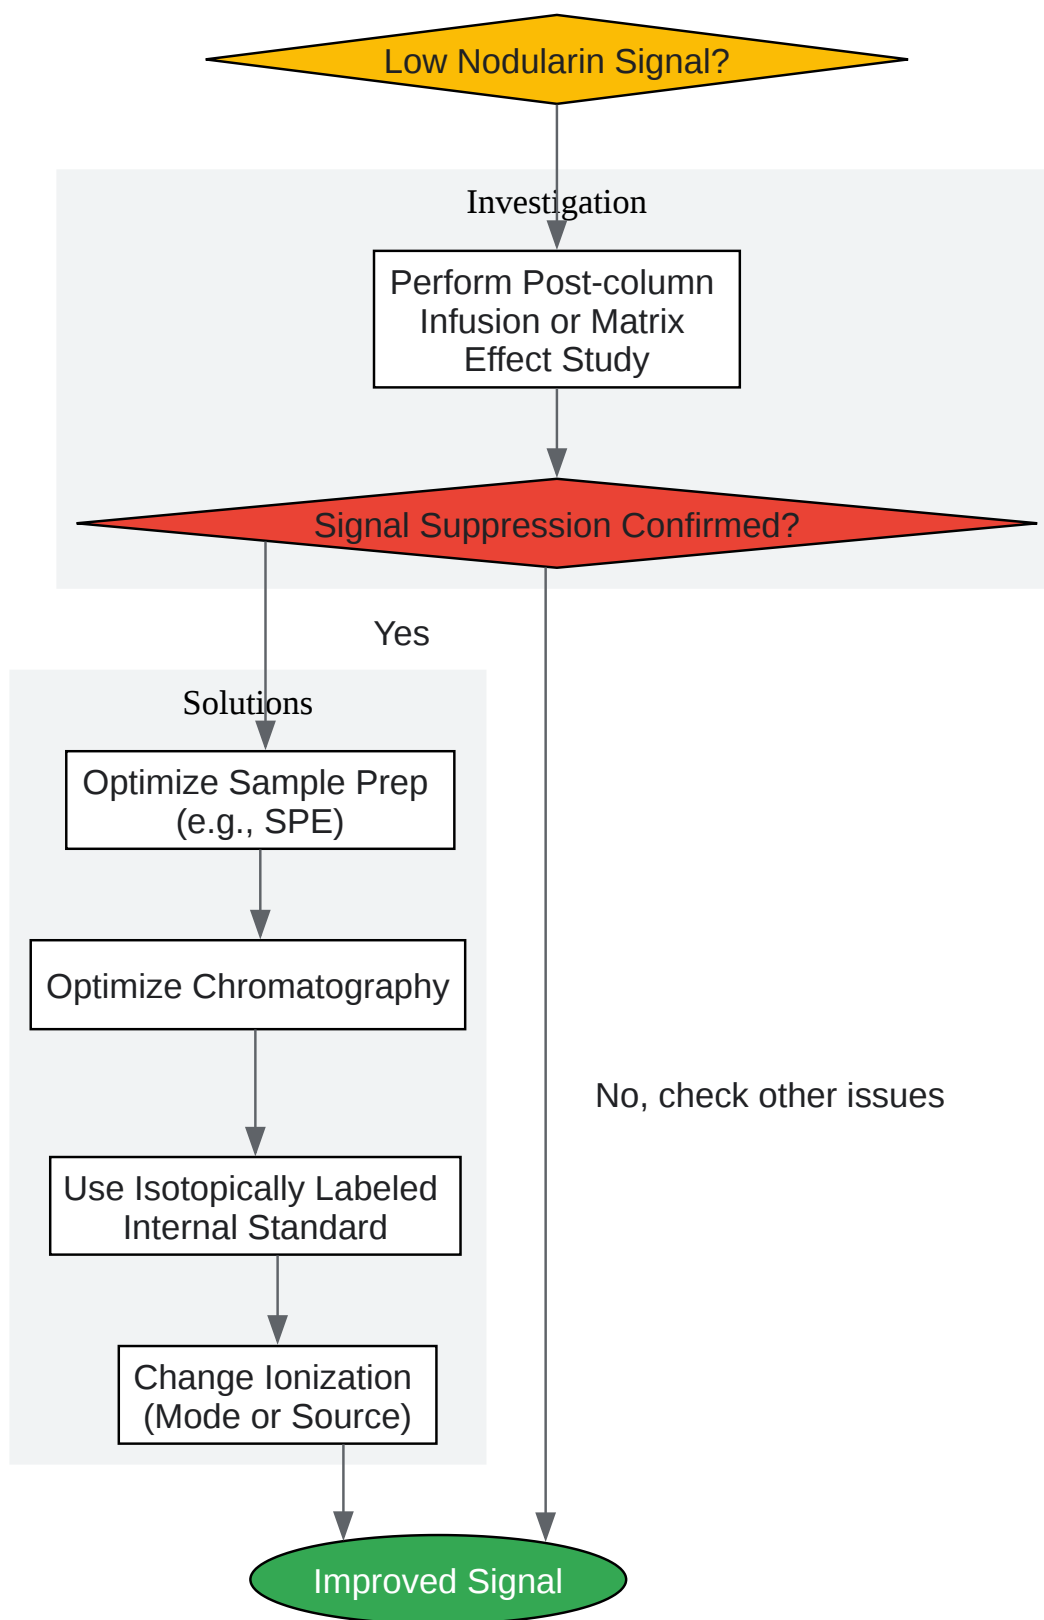 Low Nodularin Signal?
Investigation
Perform Post-column
Infusion or Matrix
Effect Study
Signal Suppression Confirmed?
Yes
Solutions
Optimize Sample Prep
(e.g., SPE)
Optimize Chromatography
No, check other issues
Use Isotopically Labeled
Internal Standard
Change Ionization
(Mode or Source)
Improved Signal